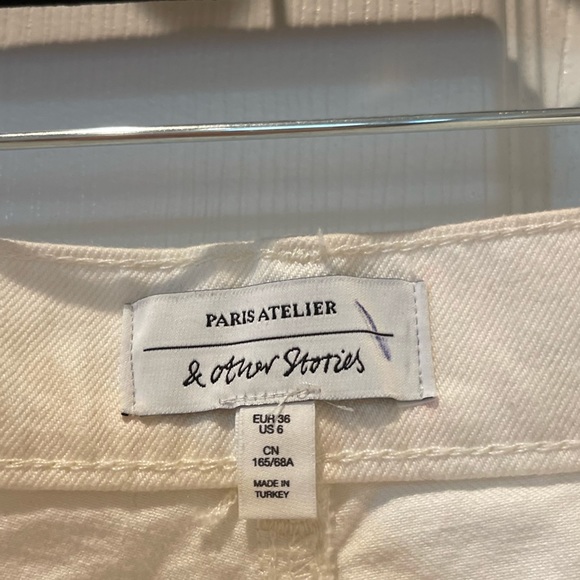 PARIS ATELIER
& other Stories
EUR 36
US 6
CN
165/68A
MADE IN
TURKEY